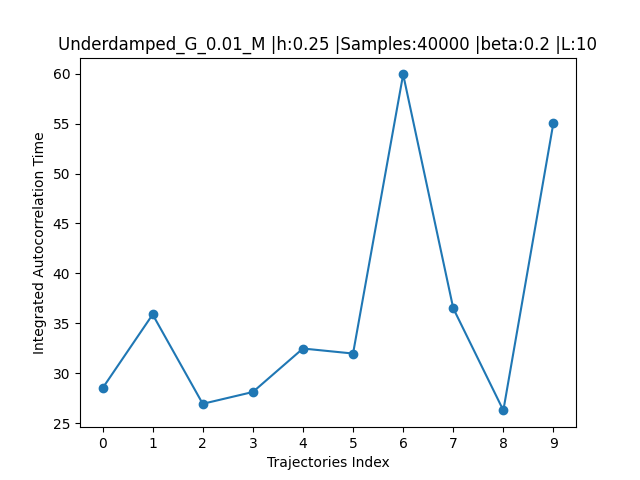 Underdamped_G_0.01_M |h:0.25 |Samples:40000 |beta:0.2 |L:10
60
55
50
45
40
35
30
25
Integrated Autocorrelation Time
0 1 2 3 4 5 6 7 8 9
Trajectories Index